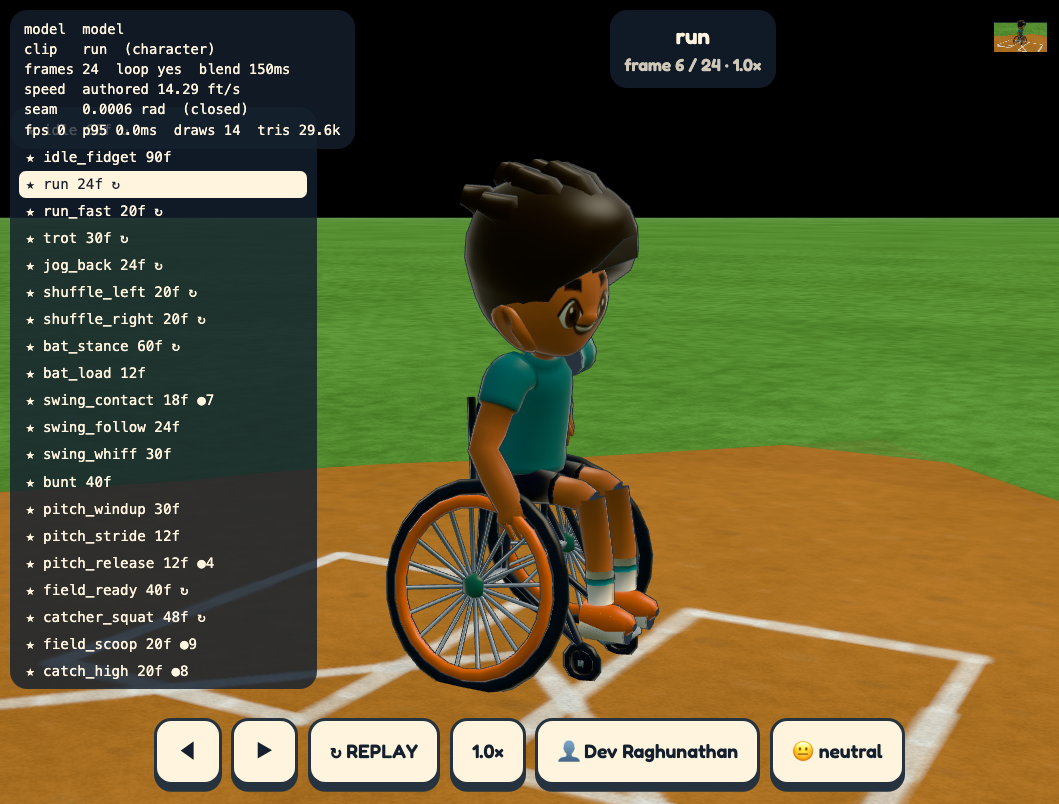 model model
clip run (character)
frames 24 loop yes blend 150ms
speed authored 14.29 ft/s
seam 0.0006 rad (closed)
fps 0 p95 0.0ms draws 14 tris 29.6k
★ idle_fidget 90f
★ run 24f ↻
★ run_fast 20f ↻
★ trot 30f ↻
★ jog_back 24f ↻
★ shuffle_left 20f ↻
★ shuffle_right 20f ↻
★ bat_stance 60f ↻
★ bat_load 12f
★ swing_contact 18f ●7
★ swing_follow 24f
★ swing_whiff 30f
★ bunt 40f
★ pitch_windup 30f
★ pitch_stride 12f
★ pitch_release 12f ●4
★ field_ready 40f ↻
★ catcher_squat 48f ↻
★ field_scoop 20f ●9
★ catch_high 20f ●8
run
frame 6 / 24 · 1.0×
◀ ▶ ↻ REPLAY 1.0× 👤 Dev Raghunathan 😐 neutral